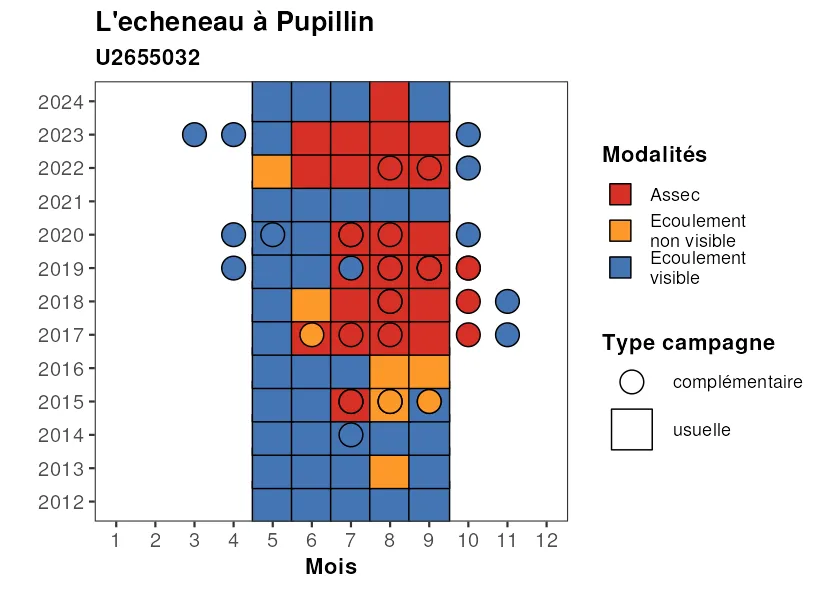 L'echeneau à Pupillin
U2655032
2024
2023
2022
2021
2020
2019
2018
2017
2016
2015
2014
2013
2012
1 2 3 4 5 6 7 8 9 10 11 12
Mois
Modalités
Assec
Ecoulement
non visible
Ecoulement
visible
Type campagne
complémentaire
usuelle